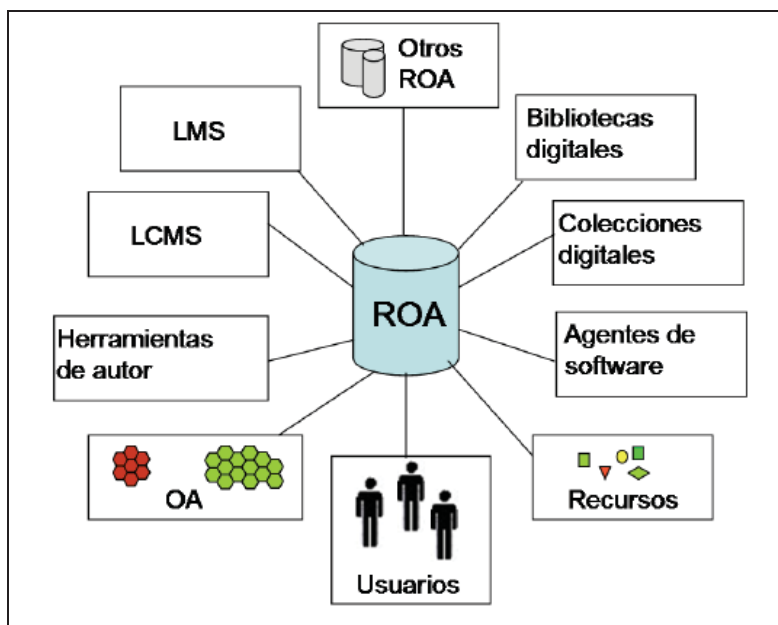 Otros
ROA
LMS
Bibliotecas
digitales
LCMS
Colecciones
digitales
ROA
Herramientas
de autor
Agentes de
software
OA
Usuarios
Recursos